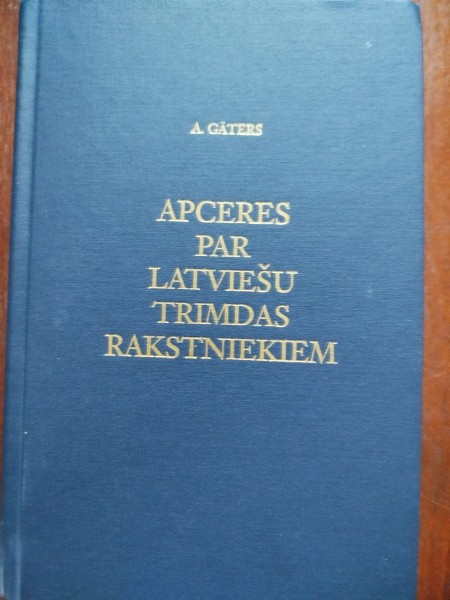 A. GĀTERS
APCERES
PAR
LATVIEŠU
TRIMDAS
RAKSTNIEKIEM